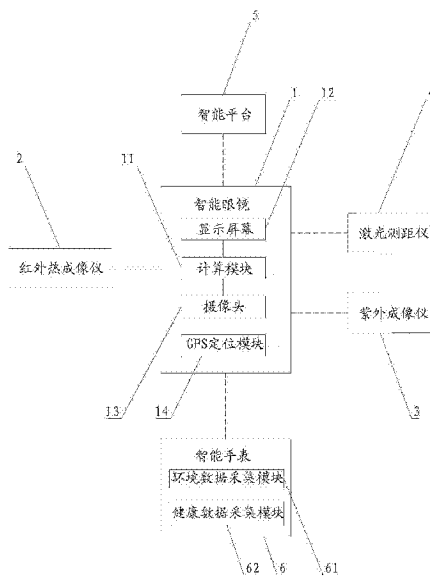 5
智能平台
1
12
4
11
2
智能眼镜
显示屏幕
激光测距仪
红外热成像仪
计算模块
摄像头
紫外成像仪
GPS定位模块
13
14
3
智能手表
环境数据采集模块
健康数据采集模块
62
6
61